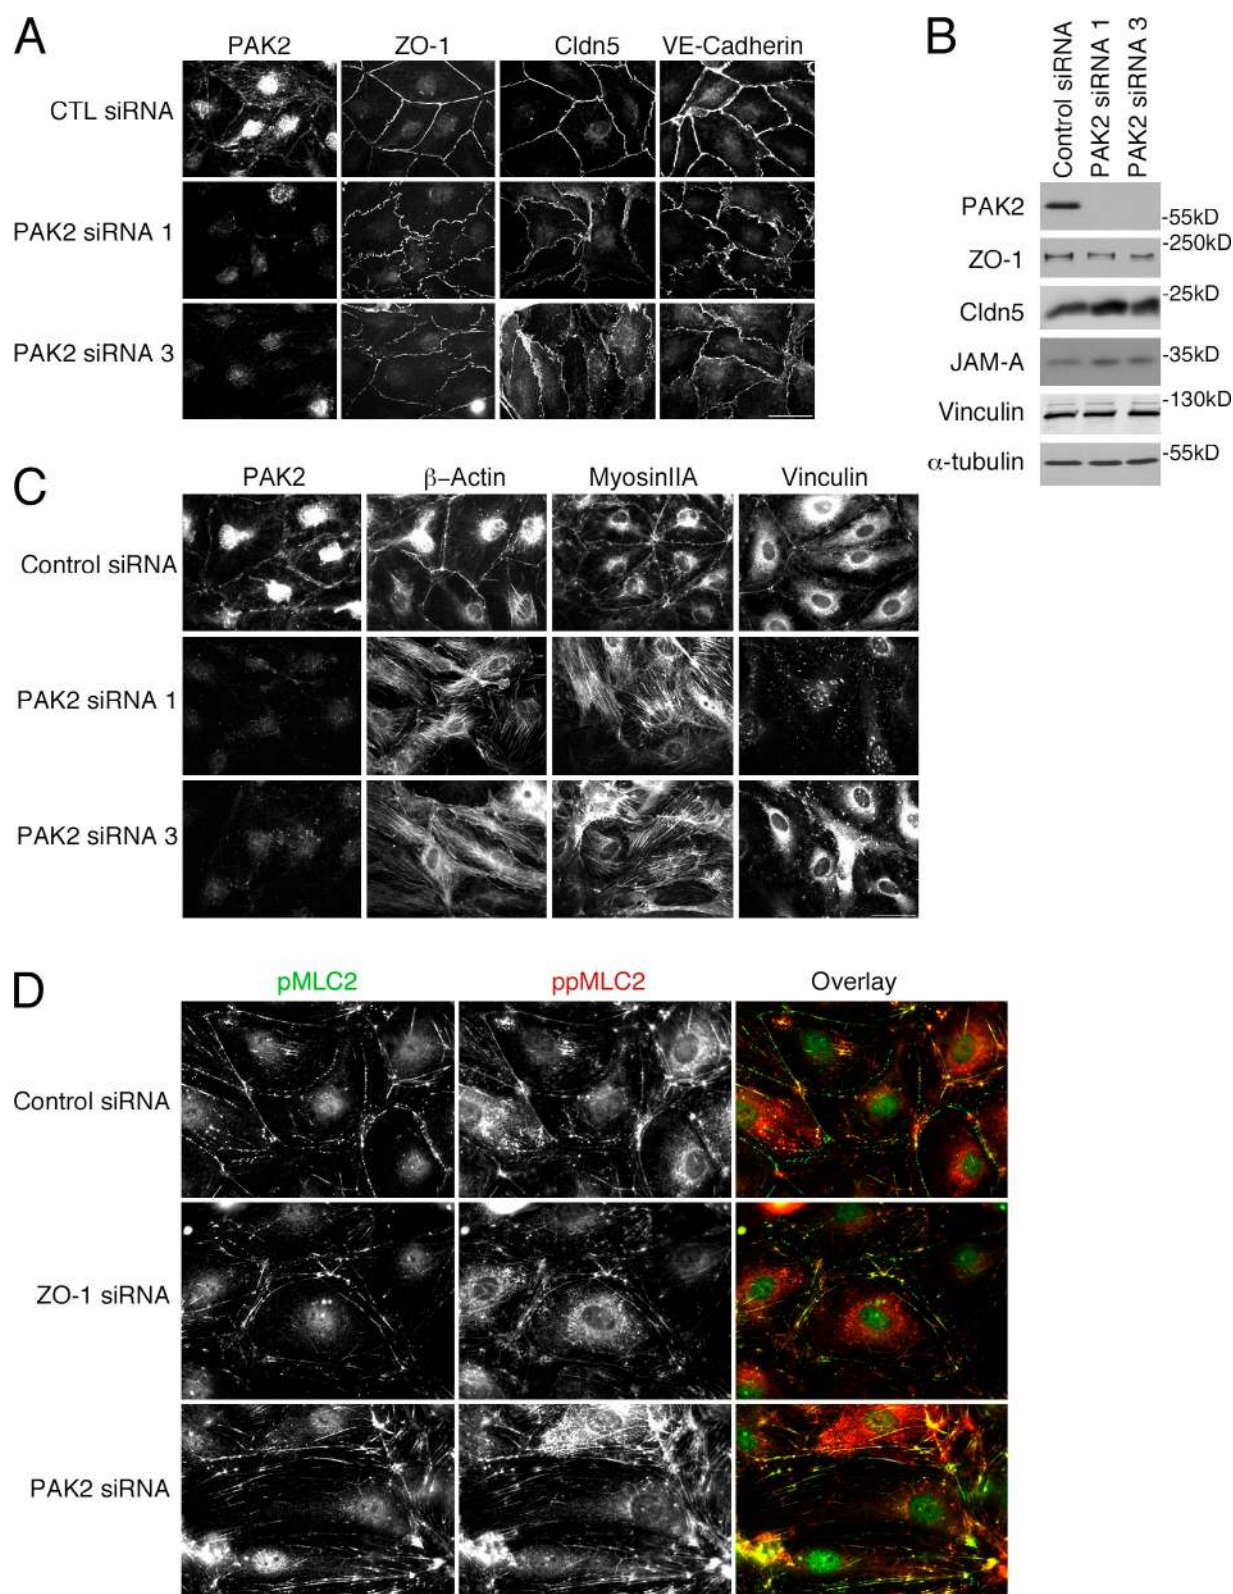 A
PAK2 ZO-1 Cldn5 VE-Cadherin
CTL siRNA
PAK2 siRNA 1
PAK2 siRNA 3
B
Control siRNA
PAK2 siRNA 1
PAK2 siRNA 3
PAK2 -55kD
ZO-1 -250kD
Cldn5 -25kD
JAM-A -35kD
Vinculin -130kD
α-tubulin -55kD
C
PAK2 β-Actin MyosinIIA Vinculin
Control siRNA
PAK2 siRNA 1
PAK2 siRNA 3
D
pMLC2 ppMLC2 Overlay
Control siRNA
ZO-1 siRNA
PAK2 siRNA